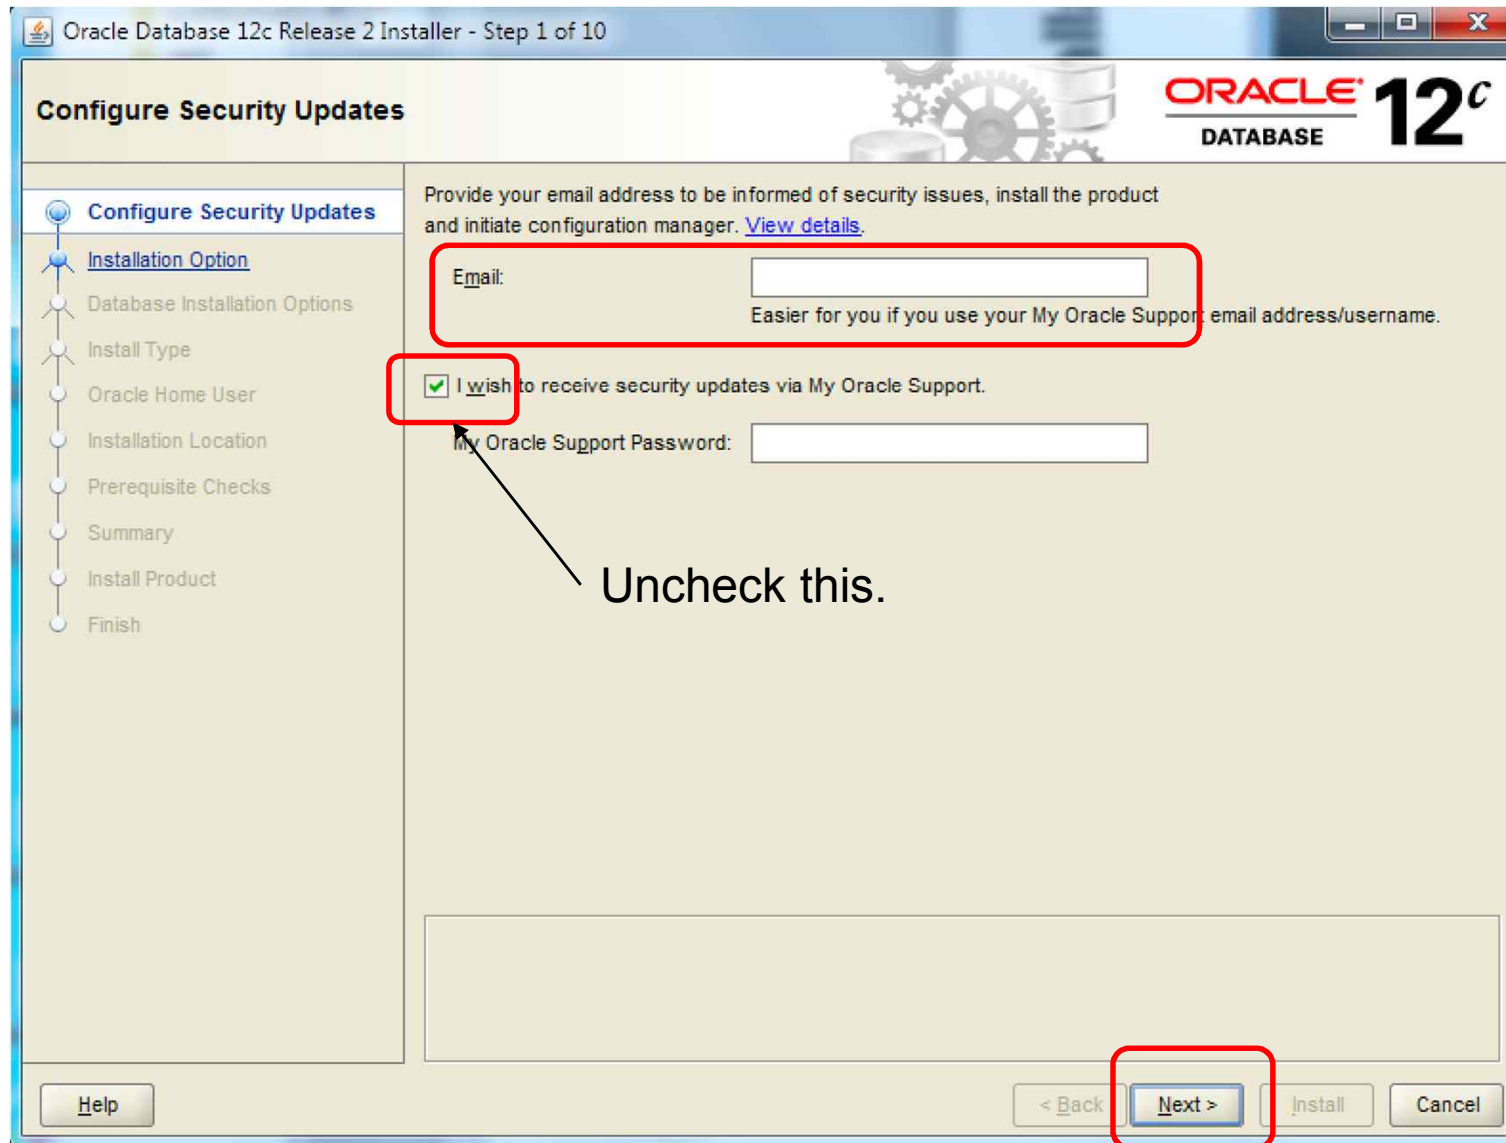 Oracle Database 12c Release 2 Installer - Step 1 of 10
Configure Security Updates
ORACLE DATABASE 12c
Configure Security Updates
Installation Option
Database Installation Options
Install Type
Oracle Home User
Installation Location
Prerequisite Checks
Summary
Install Product
Finish
Provide your email address to be informed of security issues, install the product
and initiate configuration manager. View details.
Email:
Easier for you if you use your My Oracle Support email address/username.
I wish to receive security updates via My Oracle Support.
My Oracle Support Password:
Uncheck this.
Help
< Back
Next >
Install
Cancel